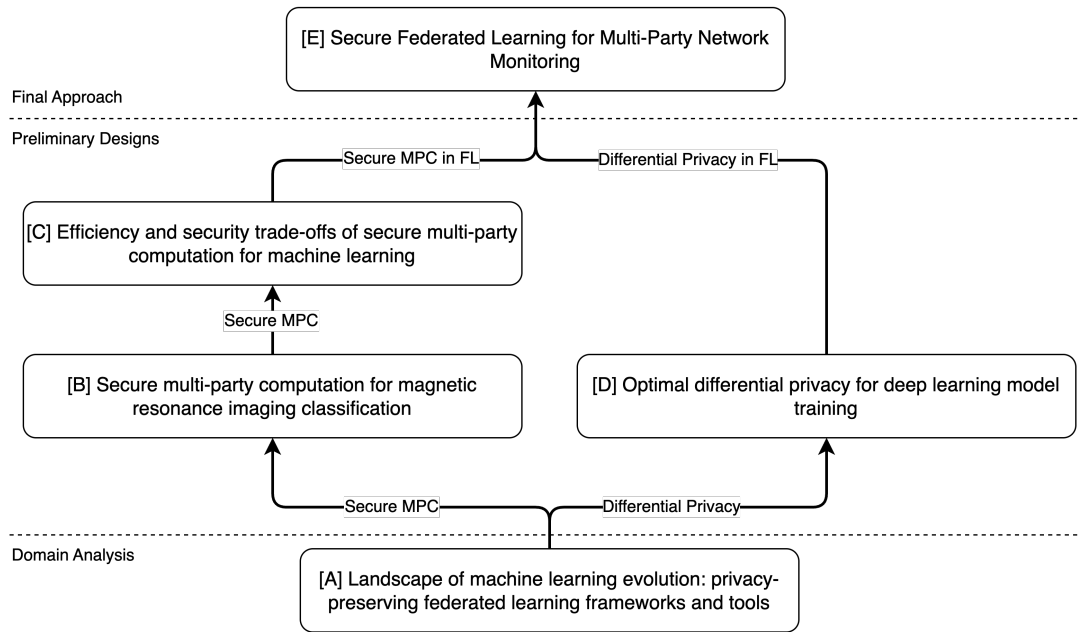 [E] Secure Federated Learning for Multi-Party Network
Monitoring
Final Approach
Preliminary Designs
Secure MPC in FL
Differential Privacy in FL
[C] Efficiency and security trade-offs of secure multi-party
computation for machine learning
Secure MPC
[B] Secure multi-party computation for magnetic
resonance imaging classification
[D] Optimal differential privacy for deep learning model
training
Secure MPC
Differential Privacy
Domain Analysis
[A] Landscape of machine learning evolution: privacy-
preserving federated learning frameworks and tools